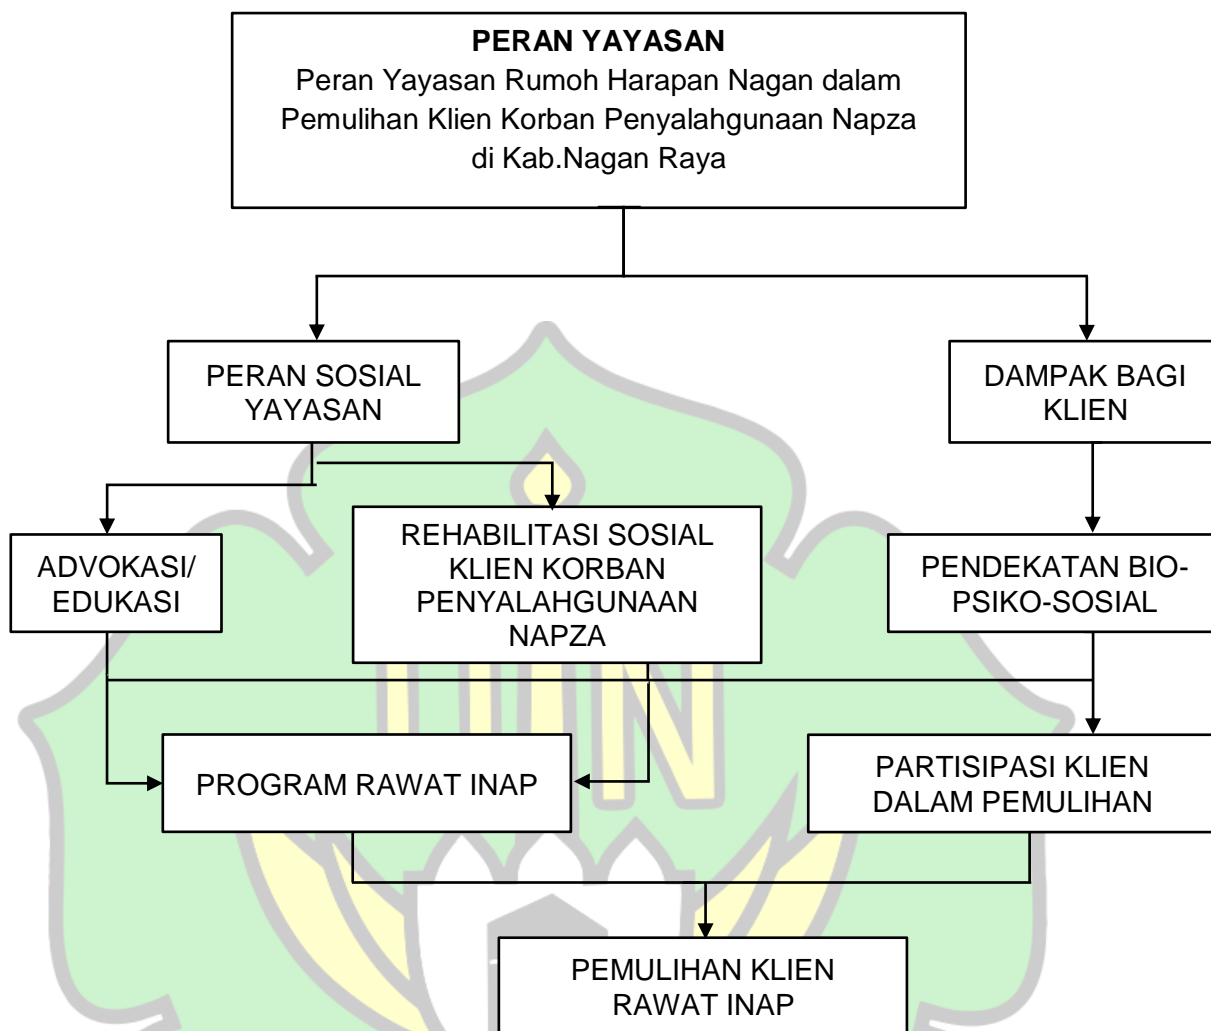 PERAN YAYASAN
Peran Yayasan Rumoh Harapan Nagan dalam
Pemulihan Klien Korban Penyalahgunaan Napza
di Kab.Nagan Raya
PERAN SOSIAL
YAYASAN
DAMPAK BAGI
KLIEN
ADVOKASI/
EDUKASI
REHABILITASI SOSIAL
KLIEN KORBAN
PENYALAHGUNAAN
NAPZA
PENDEKATAN BIO-
PSIKO-SOSIAL
UIN
PROGRAM RAWAT INAP
PARTISIPASI KLIEN
DALAM PEMULIHAN
PEMULIHAN KLIEN
RAWAT INAP